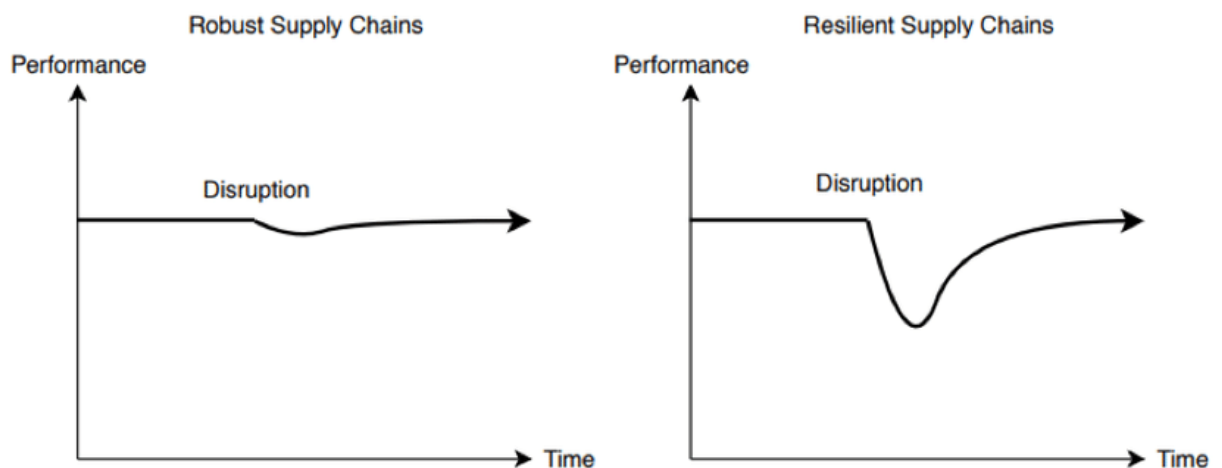 Robust Supply Chains
Performance
Disruption
Time
Resilient Supply Chains
Performance
Disruption
Time